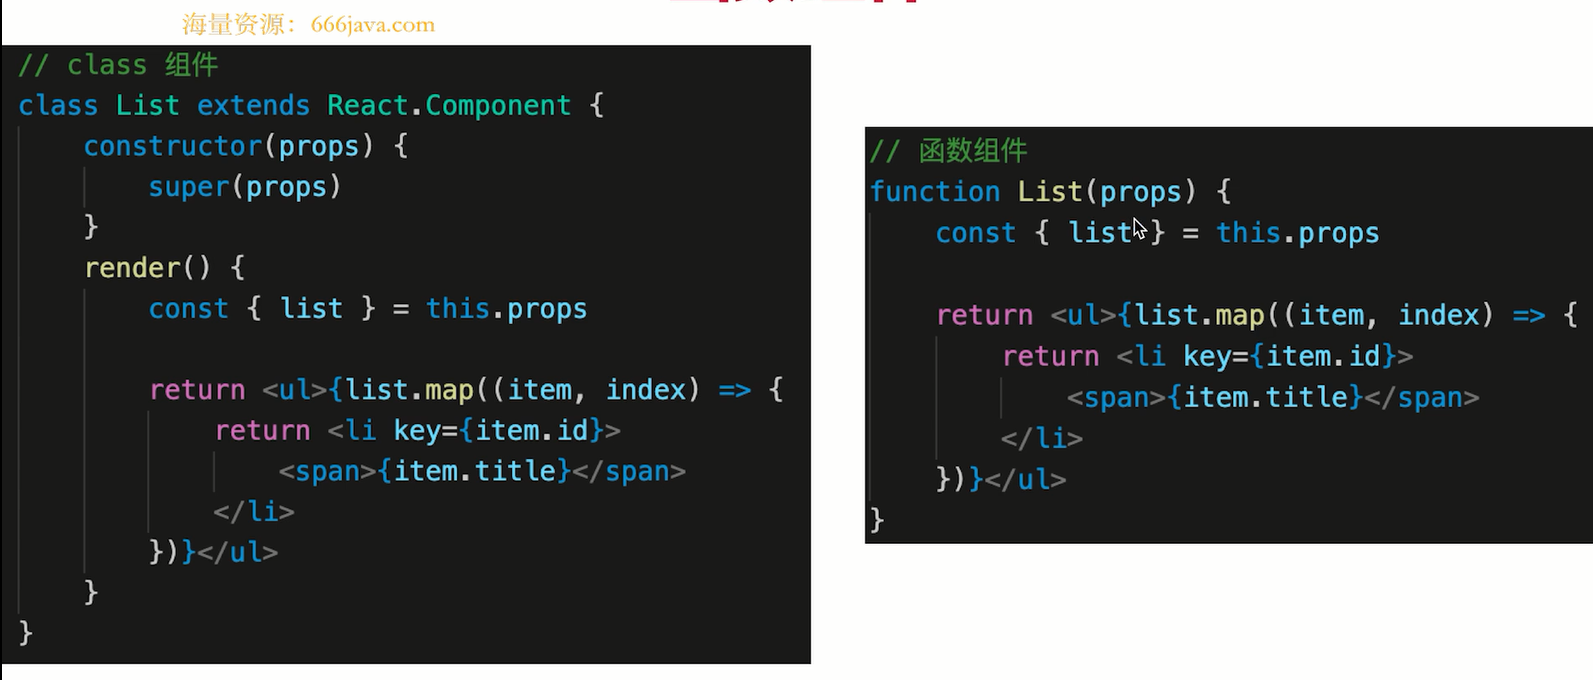 海量资源：666java.com
// class 组件
class List extends React.Component {
    constructor(props) {
        super(props)
    }
    render() {
        const { list } = this.props

        return <ul>{list.map((item, index) => {
            return <li key={item.id}>
                <span>{item.title}</span>
            </li>
        })}</ul>
    }
}
// 函数组件
function List(props) {
    const { list } = this.props

    return <ul>{list.map((item, index) => {
        return <li key={item.id}>
            <span>{item.title}</span>
        </li>
    })}</ul>
}